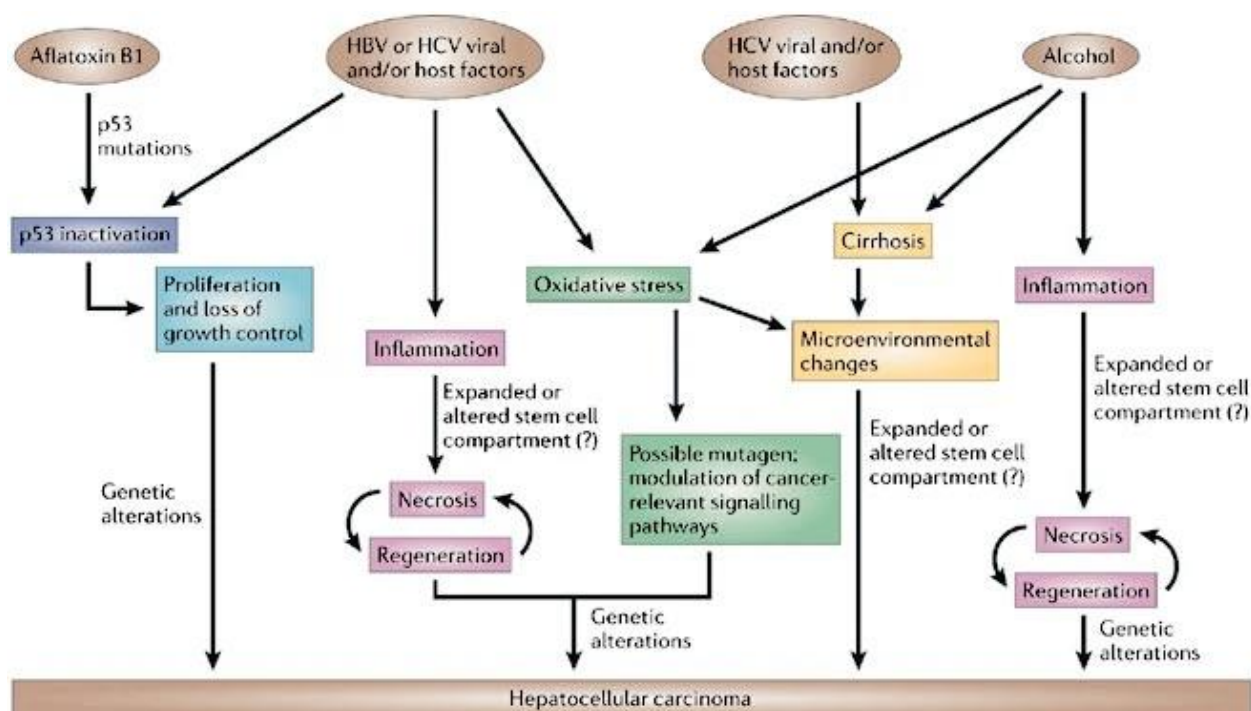 Aflatoxin B1
HBV or HCV viral
and/or host factors
HCV viral and/or
host factors
Alcohol
p53
mutations
p53 inactivation
Proliferation
and loss of
growth control
Genetic
alterations
Inflammation
Expanded or
altered stem cell
compartment (?)
Necrosis
Regeneration
Oxidative stress
Possible mutagen;
modulation of cancer-
relevant signalling
pathways
Genetic
alterations
Cirrhosis
Microenvironmental
changes
Expanded or
altered stem cell
compartment (?)
Inflammation
Expanded or
altered stem cell
compartment (?)
Necrosis
Regeneration
Genetic
alterations
Hepatocellular carcinoma